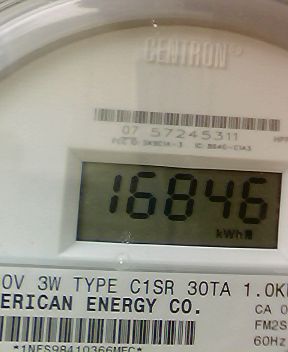 CENTRON®
07 57245311
16846
kWh
0V 3W TYPE C1SR 30TA 1.0K
ERICAN ENERGY CO.
CA 0
FM2S
60Hz